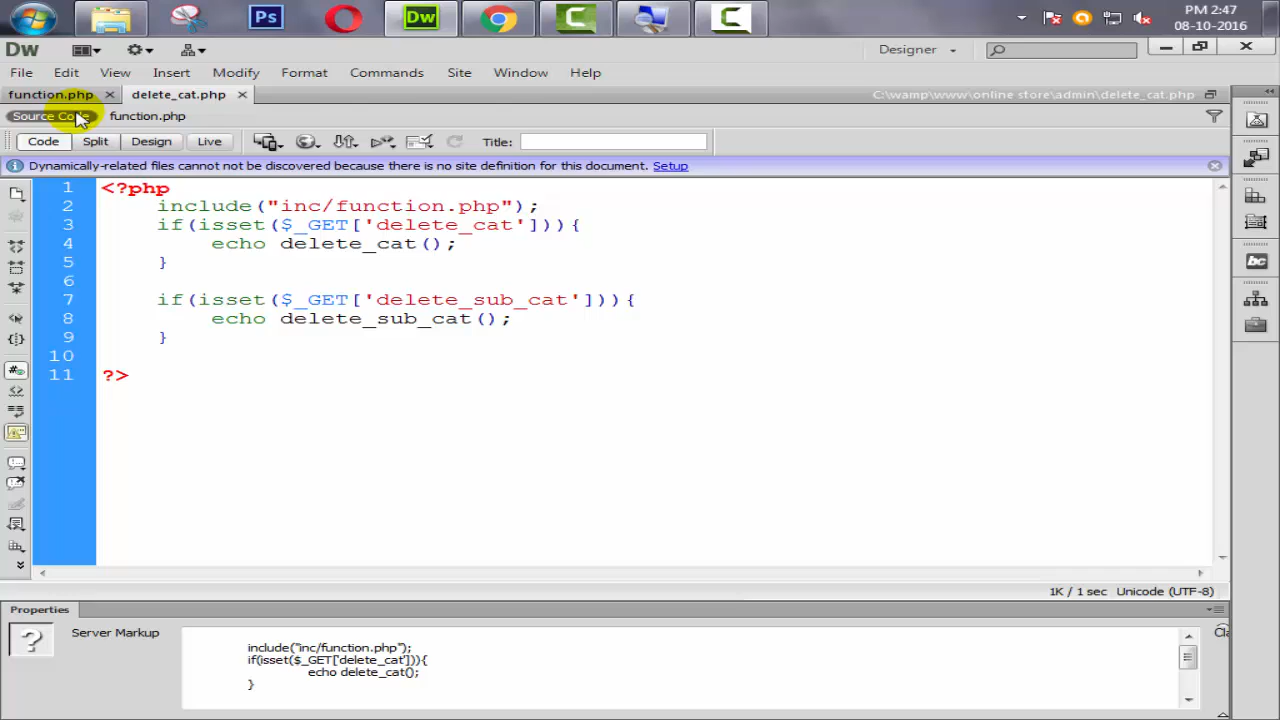 Ps
Dw
PM 2:47
08-10-2016
Dw
Designer
File Edit View Insert Modify Format Commands Site Window Help
function.php delete_cat.php C:\wamp\www\online store\admin\delete_cat.php
Source Code function.php
Code Split Design Live Title:
Dynamically-related files cannot not be discovered because there is no site definition for this document. Setup
1 <?php
2 include("inc/function.php");
3 if(isset($_GET['delete_cat'])){
4 echo delete_cat();
5 }
6
7 if(isset($_GET['delete_sub_cat'])){
8 echo delete_sub_cat();
9 }
10
11 ?>
1K / 1 sec Unicode (UTF-8)
Properties
Server Markup
include("inc/function.php");
if(isset($_GET['delete_cat'])){
echo delete_cat();
}
bc